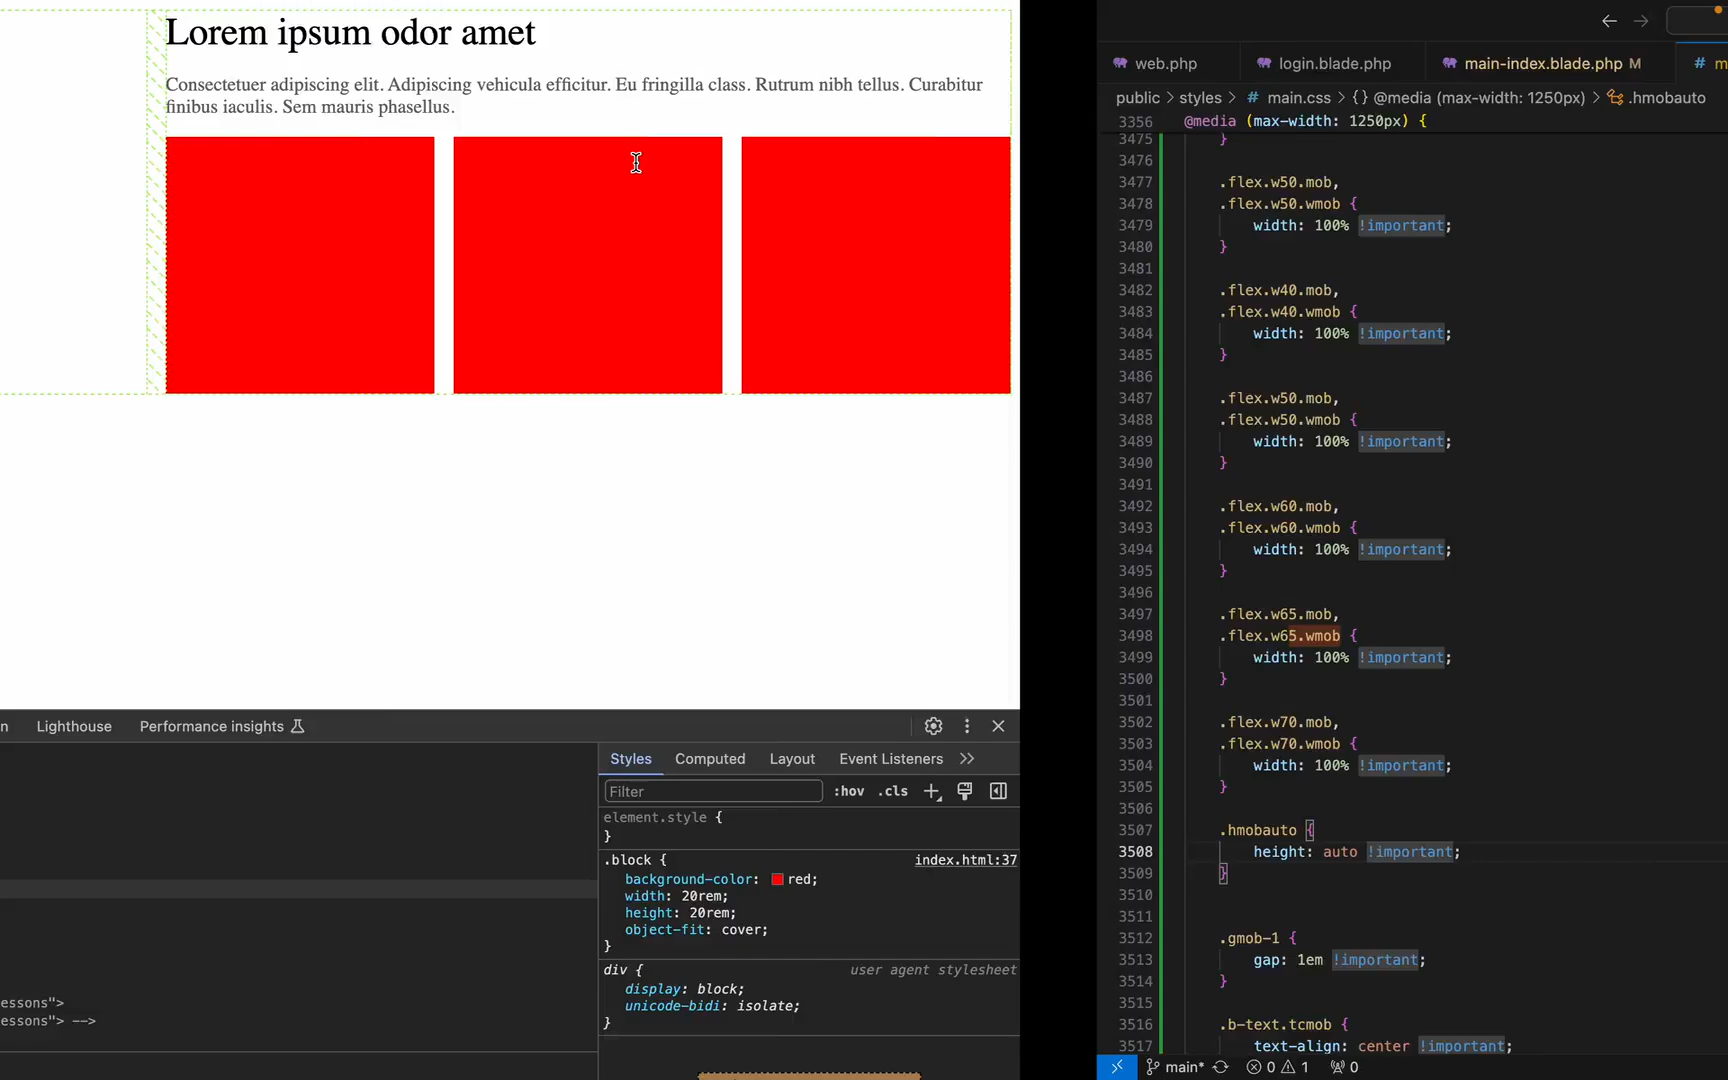 Lorem ipsum odor amet
Consectetuer adipiscing elit. Adipiscing vehicula efficitur. Eu fringilla class. Rutrum nibh tellus. Curabitur
finibus iaculis. Sem mauris phasellus.
n Lighthouse Performance insights
Styles Computed Layout Event Listeners >>
Filter :hov .cls
element.style {
}
.block { index.html:37
background-color: red;
width: 20rem;
height: 20rem;
object-fit: cover;
}
div { user agent stylesheet
display: block;
unicode-bidi: isolate;
}
essons">
essons"> -->
web.php login.blade.php main-index.blade.php M # m
public > styles > # main.css > {} @media (max-width: 1250px) > .hmobauto
3356 @media (max-width: 1250px) {
3475 }
3476
3477 .flex.w50.mob,
3478 .flex.w50.wmob {
3479 width: 100% !important;
3480 }
3481
3482 .flex.w40.mob,
3483 .flex.w40.wmob {
3484 width: 100% !important;
3485 }
3486
3487 .flex.w50.mob,
3488 .flex.w50.wmob {
3489 width: 100% !important;
3490 }
3491
3492 .flex.w60.mob,
3493 .flex.w60.wmob {
3494 width: 100% !important;
3495 }
3496
3497 .flex.w65.mob,
3498 .flex.w65.wmob {
3499 width: 100% !important;
3500 }
3501
3502 .flex.w70.mob,
3503 .flex.w70.wmob {
3504 width: 100% !important;
3505 }
3506
3507 .hmobauto {
3508 height: auto !important;
3509 }
3510
3511
3512 .gmob-1 {
3513 gap: 1em !important;
3514 }
3515
3516 .b-text.tcmob {
3517 text-align: center !important;
main* 0 1 0